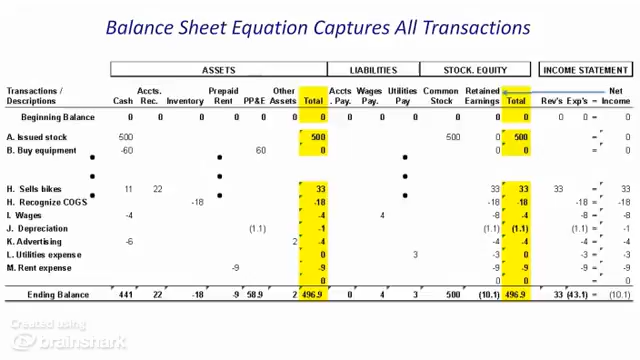 Balance Sheet Equation Captures All Transactions
ASSETS LIABILITIES STOCK. EQUITY INCOME STATEMENT
Transactions / Accts. Prepaid Other Accts Wages Utilities Common Retained Net
Descriptions Cash Rec. Inventory Rent PP&E Assets Total . Pay. Pay. Pay Stock Earnings Total Rev's Exp's = Income
Beginning Balance 0 0 0 0 0 0 0 0 0 0 0 0 0 0 0 = 0
A. Issued stock 500 500 500 0 500 = 0
B. Buy equipment -60 60 0 0 0 = 0
H. Sells bikes 11 22 33 33 33 33 = 33
H. Recognize COGS -18 -18 -18 -18 -18 = -18
I. Wages -4 -4 4 -8 -4 -8 = -8
J. Depreciation (1.1) -1 (1.1) (1.1) (1.1) = -1
K. Advertising -6 2 -4 -4 -4 -4 = -4
L. Utilities expense 0 3 -3 0 -3 = -3
M. Rent expense -9 -9 -9 -9 -9 = -9
0 0 0 = 0
Ending Balance 441 22 -18 -9 58.9 2 496.9 0 4 3 500 (10.1) 496.9 33 (43.1) = (10.1)
Created using
brainshark